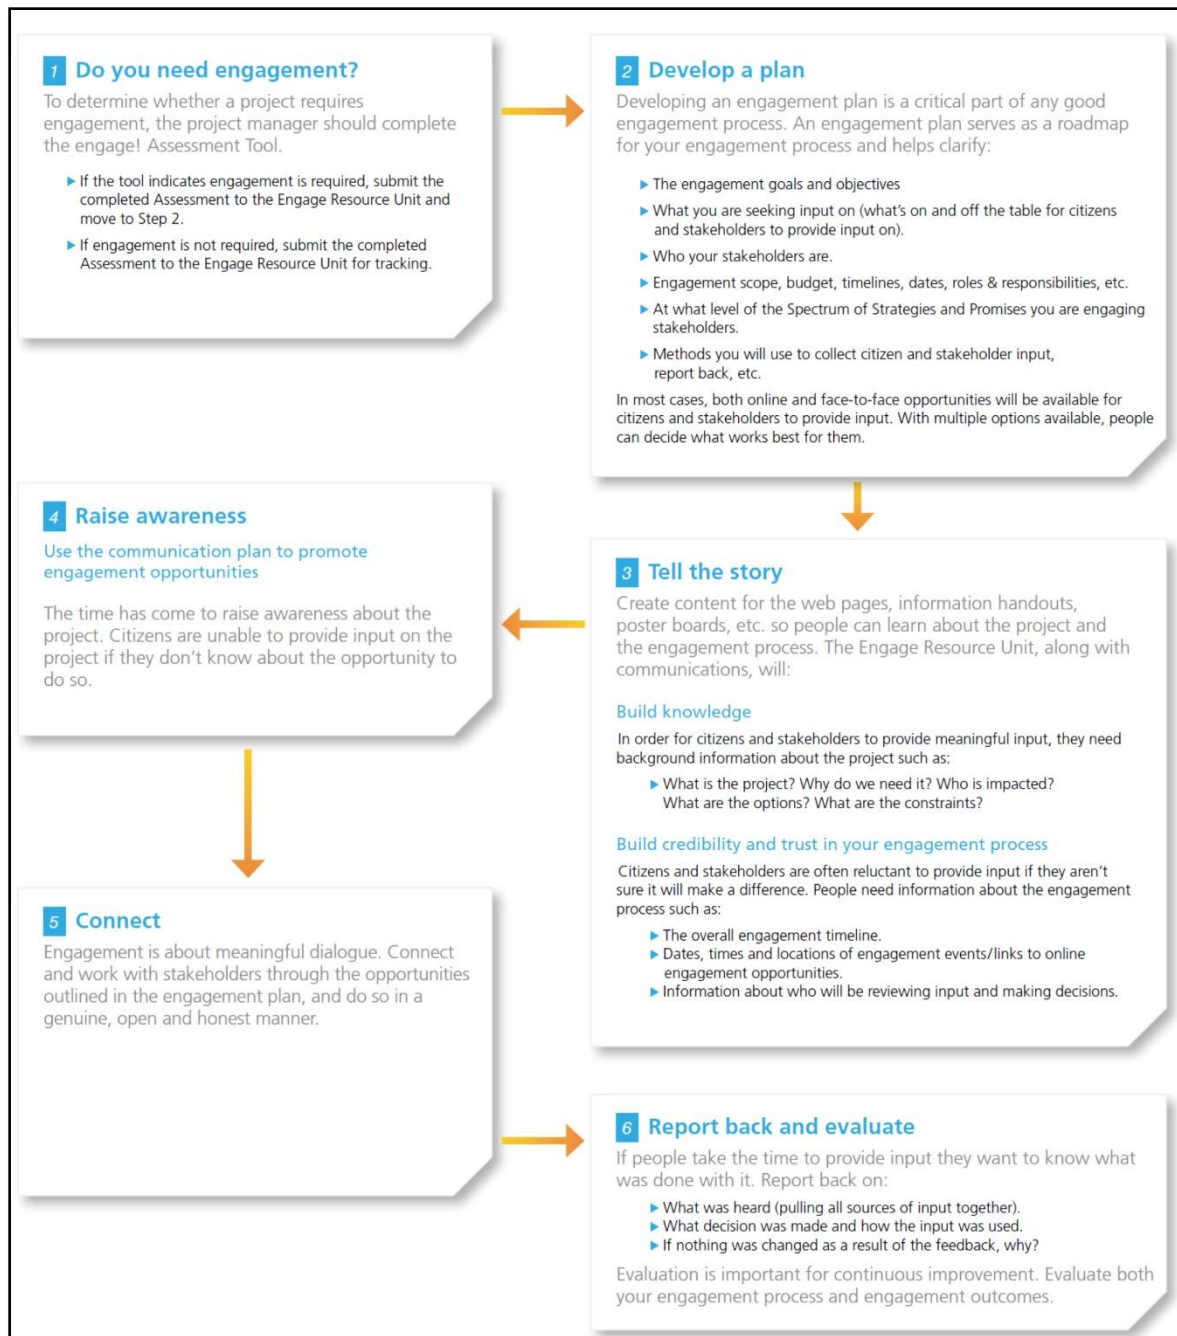 1 Do you need engagement?
To determine whether a project requires
engagement, the project manager should complete
the engage! Assessment Tool.
▶ If the tool indicates engagement is required, submit the
completed Assessment to the Engage Resource Unit and
move to Step 2.
▶ If engagement is not required, submit the completed
Assessment to the Engage Resource Unit for tracking.
2 Develop a plan
Developing an engagement plan is a critical part of any good
engagement process. An engagement plan serves as a roadmap
for your engagement process and helps clarify:
▶ The engagement goals and objectives
▶ What you are seeking input on (what's on and off the table for citizens
and stakeholders to provide input on).
▶ Who your stakeholders are.
▶ Engagement scope, budget, timelines, dates, roles & responsibilities, etc.
▶ At what level of the Spectrum of Strategies and Promises you are engaging
stakeholders.
▶ Methods you will use to collect citizen and stakeholder input,
report back, etc.
In most cases, both online and face-to-face opportunities will be available for
citizens and stakeholders to provide input. With multiple options available, people
can decide what works best for them.
3 Tell the story
Create content for the web pages, information handouts,
poster boards, etc. so people can learn about the project and
the engagement process. The Engage Resource Unit, along with
communications, will:
Build knowledge
In order for citizens and stakeholders to provide meaningful input, they need
background information about the project such as:
▶ What is the project? Why do we need it? Who is impacted?
What are the options? What are the constraints?
Build credibility and trust in your engagement process
Citizens and stakeholders are often reluctant to provide input if they aren't
sure it will make a difference. People need information about the engagement
process such as:
▶ The overall engagement timeline.
▶ Dates, times and locations of engagement events/links to online
engagement opportunities.
▶ Information about who will be reviewing input and making decisions.
4 Raise awareness
Use the communication plan to promote
engagement opportunities
The time has come to raise awareness about the
project. Citizens are unable to provide input on the
project if they don't know about the opportunity to
do so.
5 Connect
Engagement is about meaningful dialogue. Connect
and work with stakeholders through the opportunities
outlined in the engagement plan, and do so in a
genuine, open and honest manner.
6 Report back and evaluate
If people take the time to provide input they want to know what
was done with it. Report back on:
▶ What was heard (pulling all sources of input together).
▶ What decision was made and how the input was used.
▶ If nothing was changed as a result of the feedback, why?
Evaluation is important for continuous improvement. Evaluate both
your engagement process and engagement outcomes.